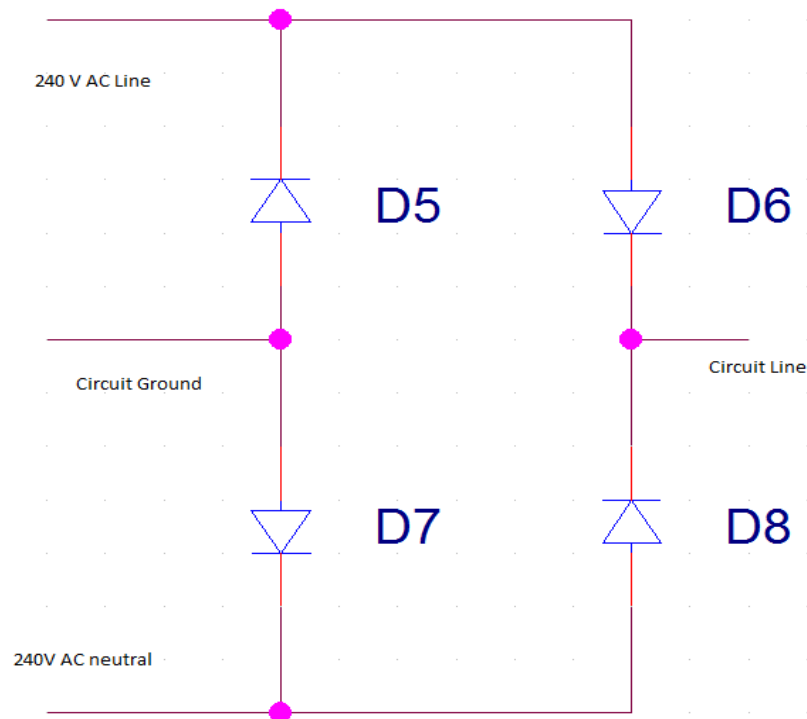 240 V AC Line
D5
D6
Circuit Ground
Circuit Line
D7
D8
240V AC neutral